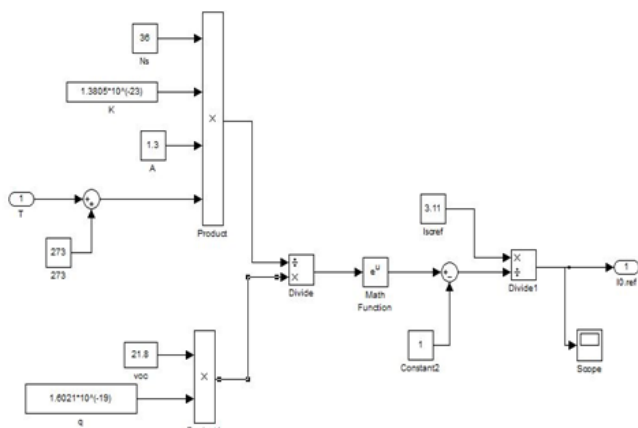 36
Ns
1.3805*10^(-23)
K
1.3
A
×
1
T
273
273
Product
3.11
Iscref
÷
×
Divide
e^u
Math
Function
×
÷
Divide1
1
I0.ref
1
Constant2
Scope
21.8
voc
×
1.6021*10^(-19)
q